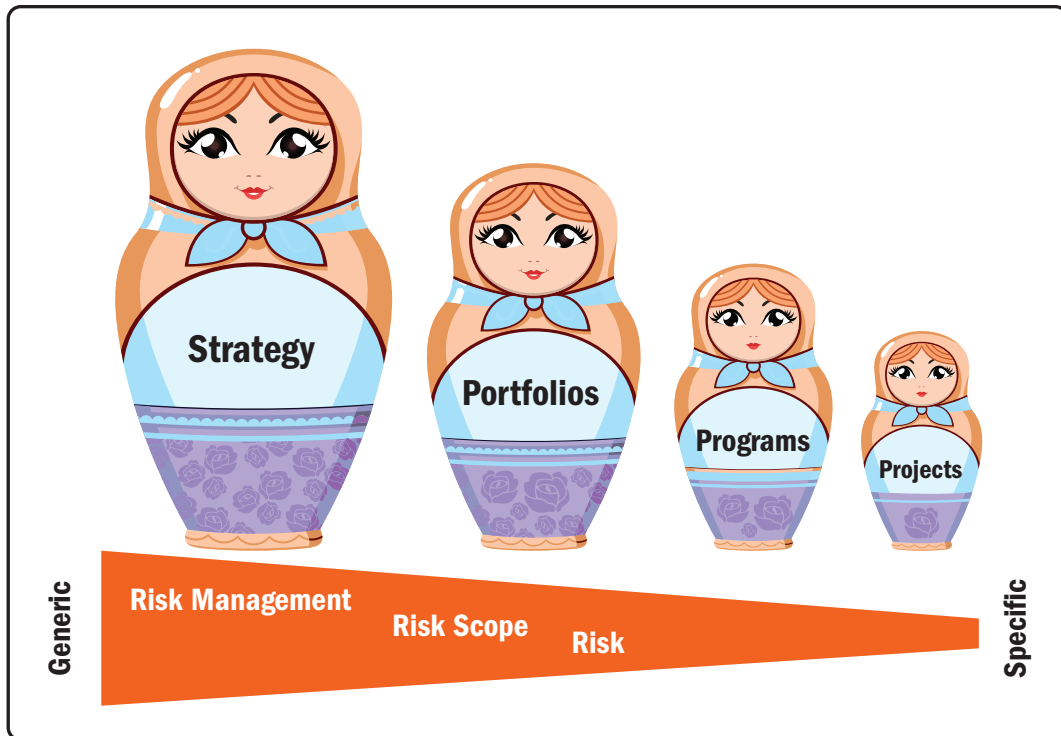 Strategy
Portfolios
Programs
Projects
Generic
Risk Management
Risk Scope
Risk
Specific